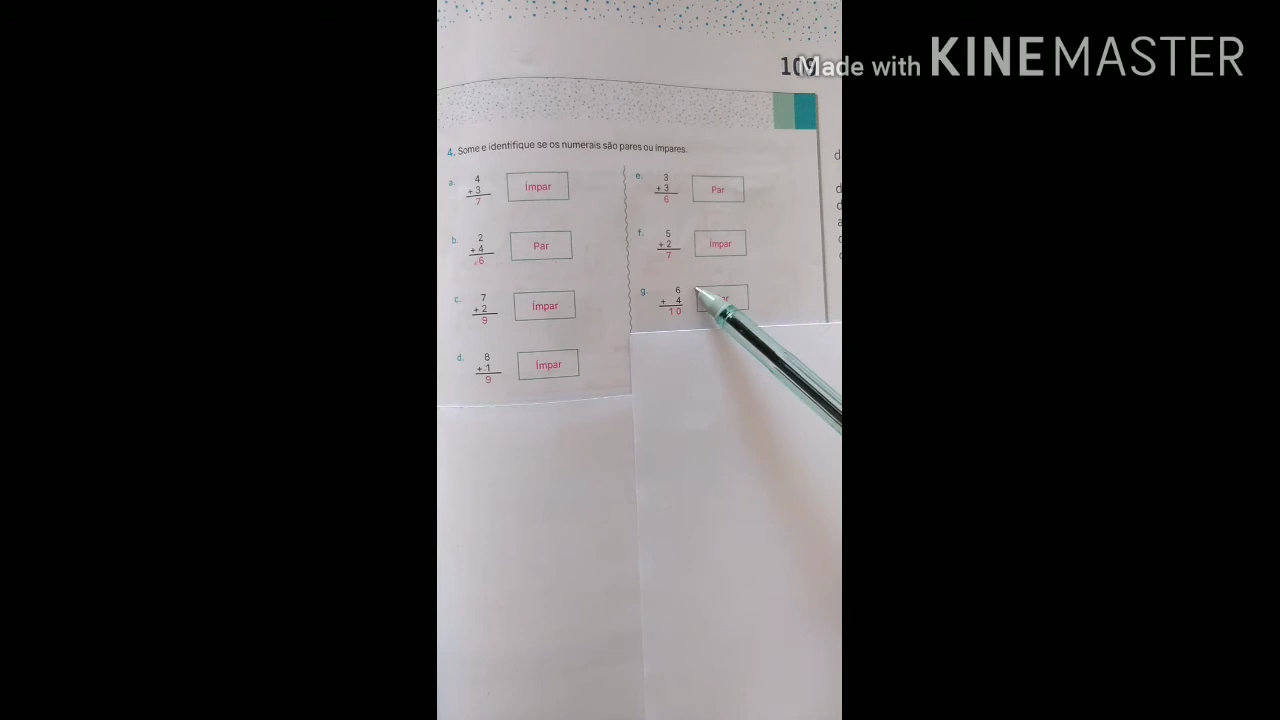 Made with KINEMASTER
4. Some e identifique se os numerais são pares ou ímpares.
a. 4
+ 3
7
Ímpar
b. 2
+ 4
6
Par
c. 7
+ 2
9
Ímpar
d. 8
+ 1
9
Ímpar
e. 3
+ 3
6
Par
f. 5
+ 2
7
Ímpar
g. 6
+ 4
10